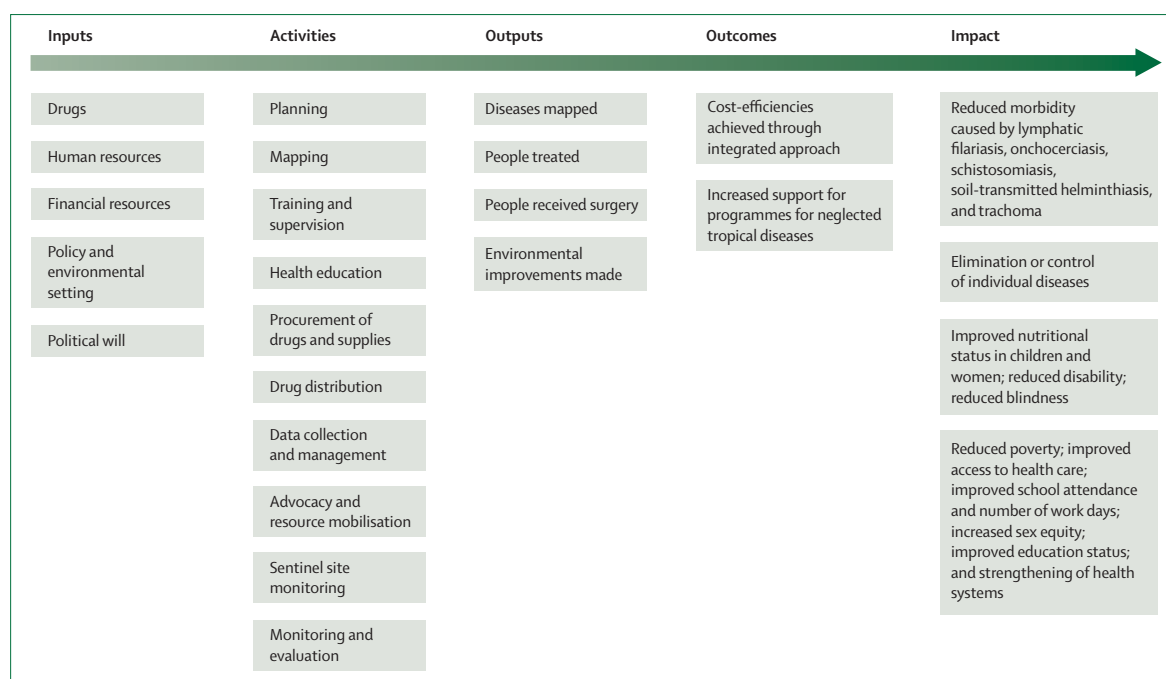 Inputs
Activities
Outputs
Outcomes
Impact
Drugs
Human resources
Financial resources
Policy and
environmental
setting
Political will
Planning
Mapping
Training and
supervision
Health education
Procurement of
drugs and supplies
Drug distribution
Data collection
and management
Advocacy and
resource mobilisation
Sentinel site
monitoring
Monitoring and
evaluation
Diseases mapped
People treated
People received surgery
Environmental
improvements made
Cost-efficiencies
achieved through
integrated approach
Increased support for
programmes for neglected
tropical diseases
Reduced morbidity
caused by lymphatic
filariasis, onchocerciasis,
schistosomiasis,
soil-transmitted helminthiasis,
and trachoma
Elimination or control
of individual diseases
Improved nutritional
status in children and
women; reduced disability;
reduced blindness
Reduced poverty; improved
access to health care;
improved school attendance
and number of work days;
increased sex equity;
improved education status;
and strengthening of health
systems